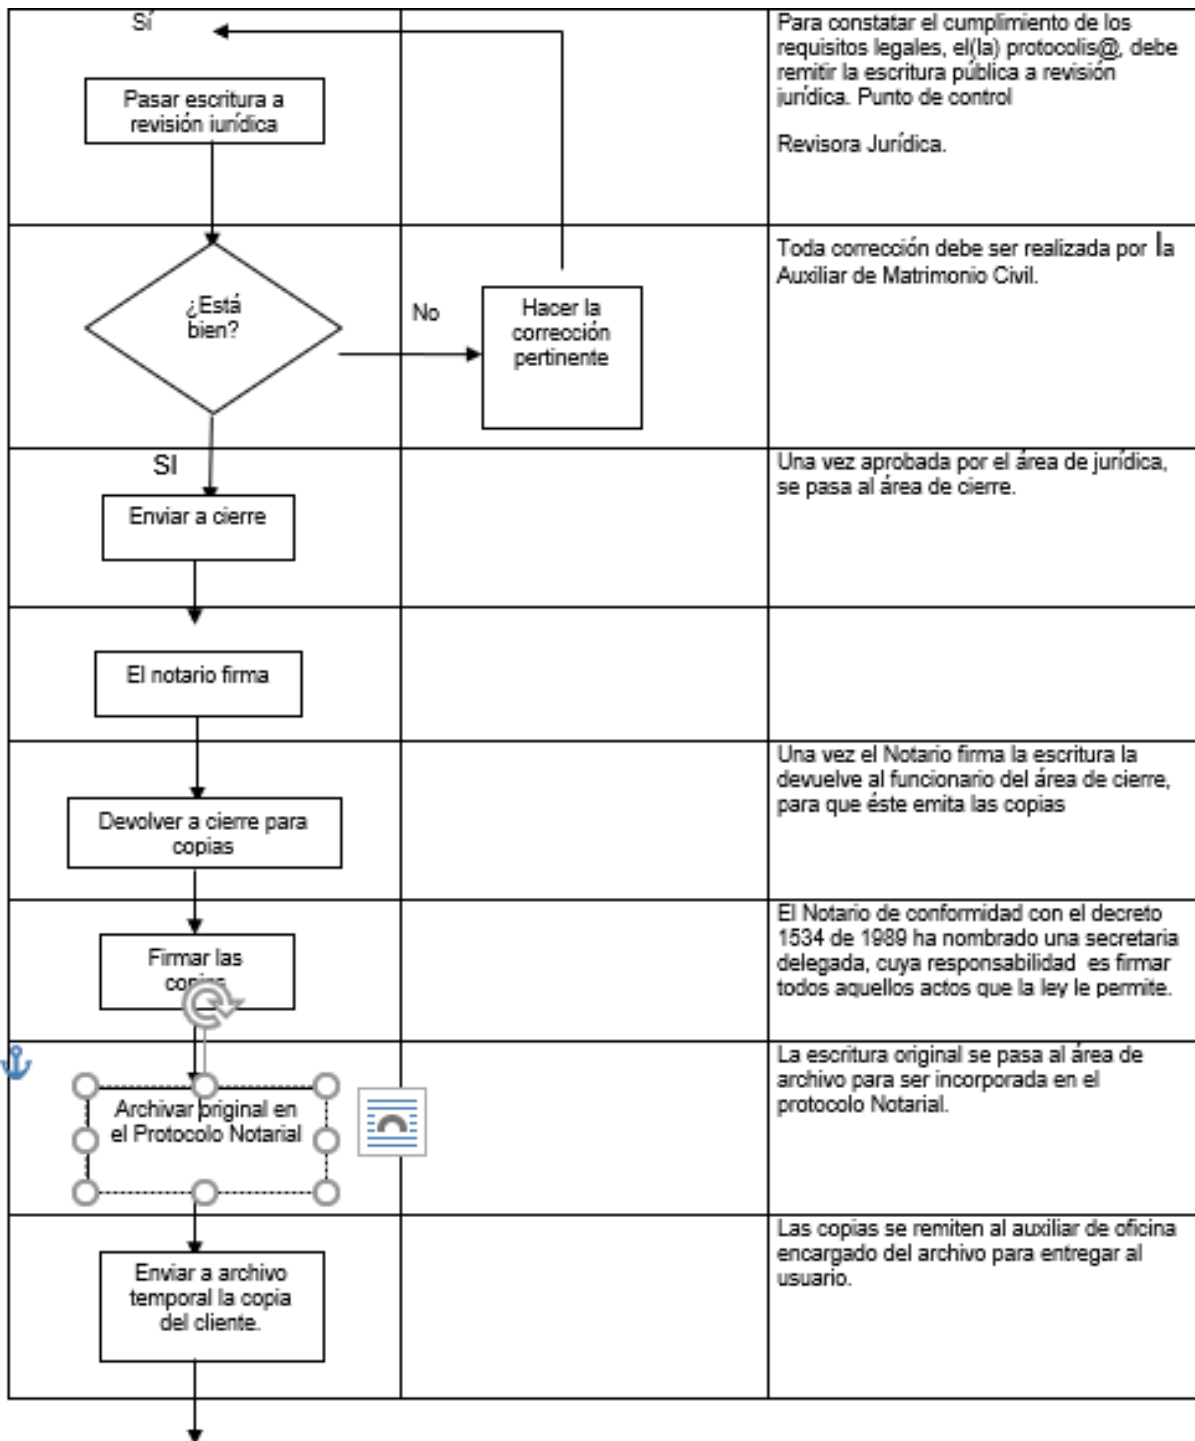 Sí
Para constatar el cumplimiento de los
requisitos legales, el(la) protocolis@, debe
remitir la escritura pública a revisión
jurídica. Punto de control
Revisora Jurídica.
Pasar escritura a
revisión jurídica
Toda corrección debe ser realizada por la
Auxiliar de Matrimonio Civil.
¿Está
bien?
No
Hacer la
corrección
pertinente
SI
Una vez aprobada por el área de jurídica,
se pasa al área de cierre.
Enviar a cierre
El notario firma
Una vez el Notario firma la escritura la
devuelve al funcionario del área de cierre,
para que éste emita las copias
Devolver a cierre para
copias
El Notario de conformidad con el decreto
1534 de 1989 ha nombrado una secretaria
delegada, cuya responsabilidad es firmar
todos aquellos actos que la ley le permite.
Firmar las
copias
La escritura original se pasa al área de
archivo para ser incorporada en el
protocolo Notarial.
Archivar original en
el Protocolo Notarial
Las copias se remiten al auxiliar de oficina
encargado del archivo para entregar al
usuario.
Enviar a archivo
temporal la copia
del cliente.